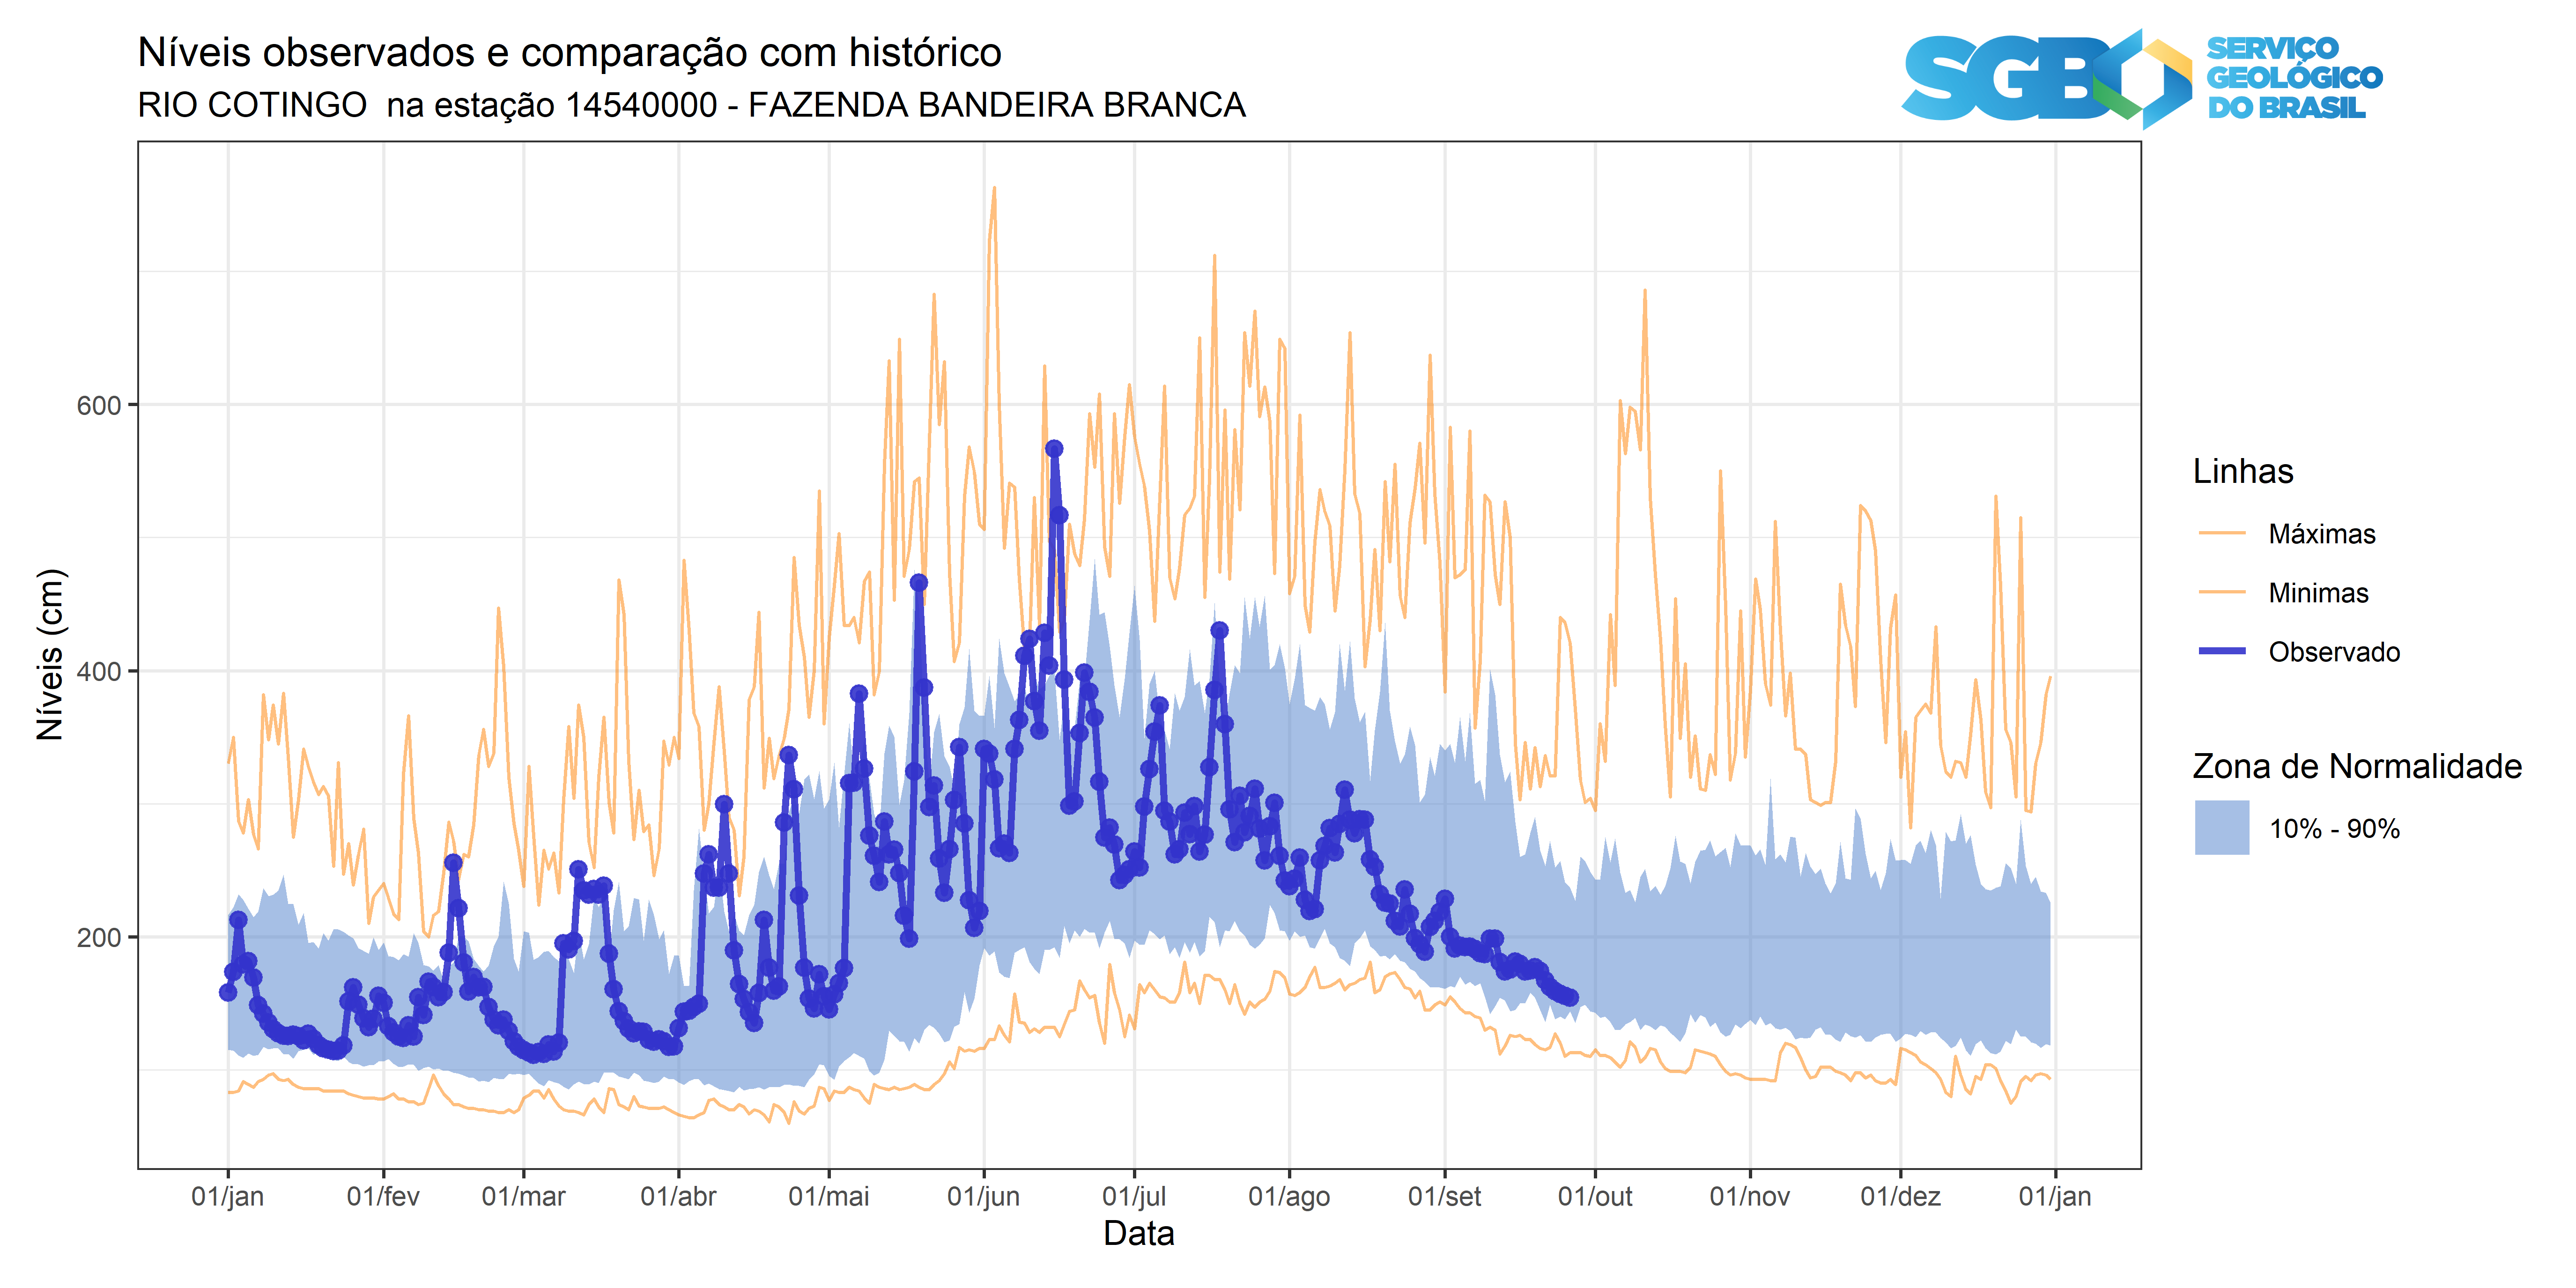 Níveis observados e comparação com histórico
RIO COTINGO  na estação 14540000 - FAZENDA BANDEIRA BRANCA
SGB
SERVIÇO
GEOLÓGICO
DO BRASIL
Níveis (cm)
600
400
200
01/jan
01/fev
01/mar
01/abr
01/mai
01/jun
01/jul
01/ago
01/set
01/out
01/nov
01/dez
01/jan
Data
Linhas
Máximas
Minimas
Observado
Zona de Normalidade
10% - 90%